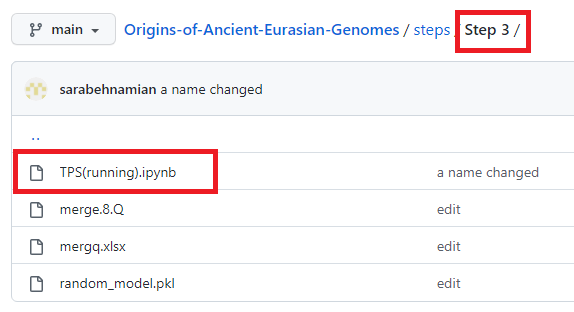 main Origins-of-Ancient-Eurasian-Genomes / steps / Step 3 /
sarabehnamian a name changed
..
TPS(running).ipynb a name changed
merge.8.Q edit
mergq.xlsx edit
random_model.pkl edit